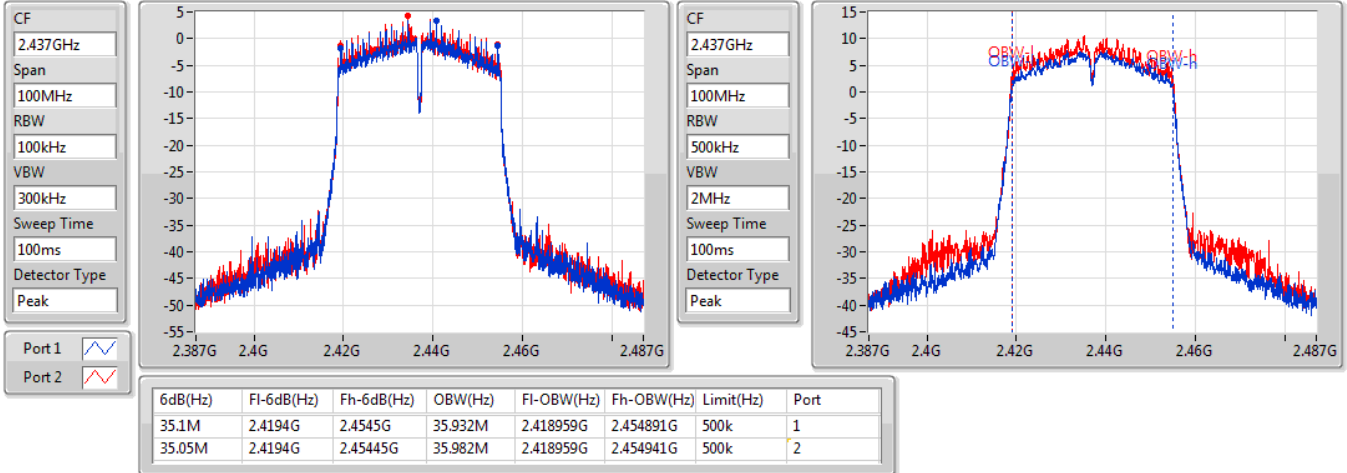 CF
2.437GHz
Span
100MHz
RBW
100kHz
VBW
300kHz
Sweep Time
100ms
Detector Type
Peak
Port 1
Port 2
5
0
-5
-10
-15
-20
-25
-30
-35
-40
-45
-50
-55
2.387G 2.4G 2.42G 2.44G 2.46G 2.487G
CF
2.437GHz
Span
100MHz
RBW
500kHz
VBW
2MHz
Sweep Time
100ms
Detector Type
Peak
15
10
5
0
-5
-10
-15
-20
-25
-30
-35
-40
-45
OBW-h
2.387G 2.4G 2.42G 2.44G 2.46G 2.487G
6dB(Hz) Fl-6dB(Hz) Fh-6dB(Hz) OBW(Hz) Fl-OBW(Hz) Fh-OBW(Hz) Limit(Hz) Port
35.1M 2.4194G 2.4545G 35.932M 2.418959G 2.454891G 500k 1
35.05M 2.4194G 2.45445G 35.982M 2.418959G 2.454941G 500k 2